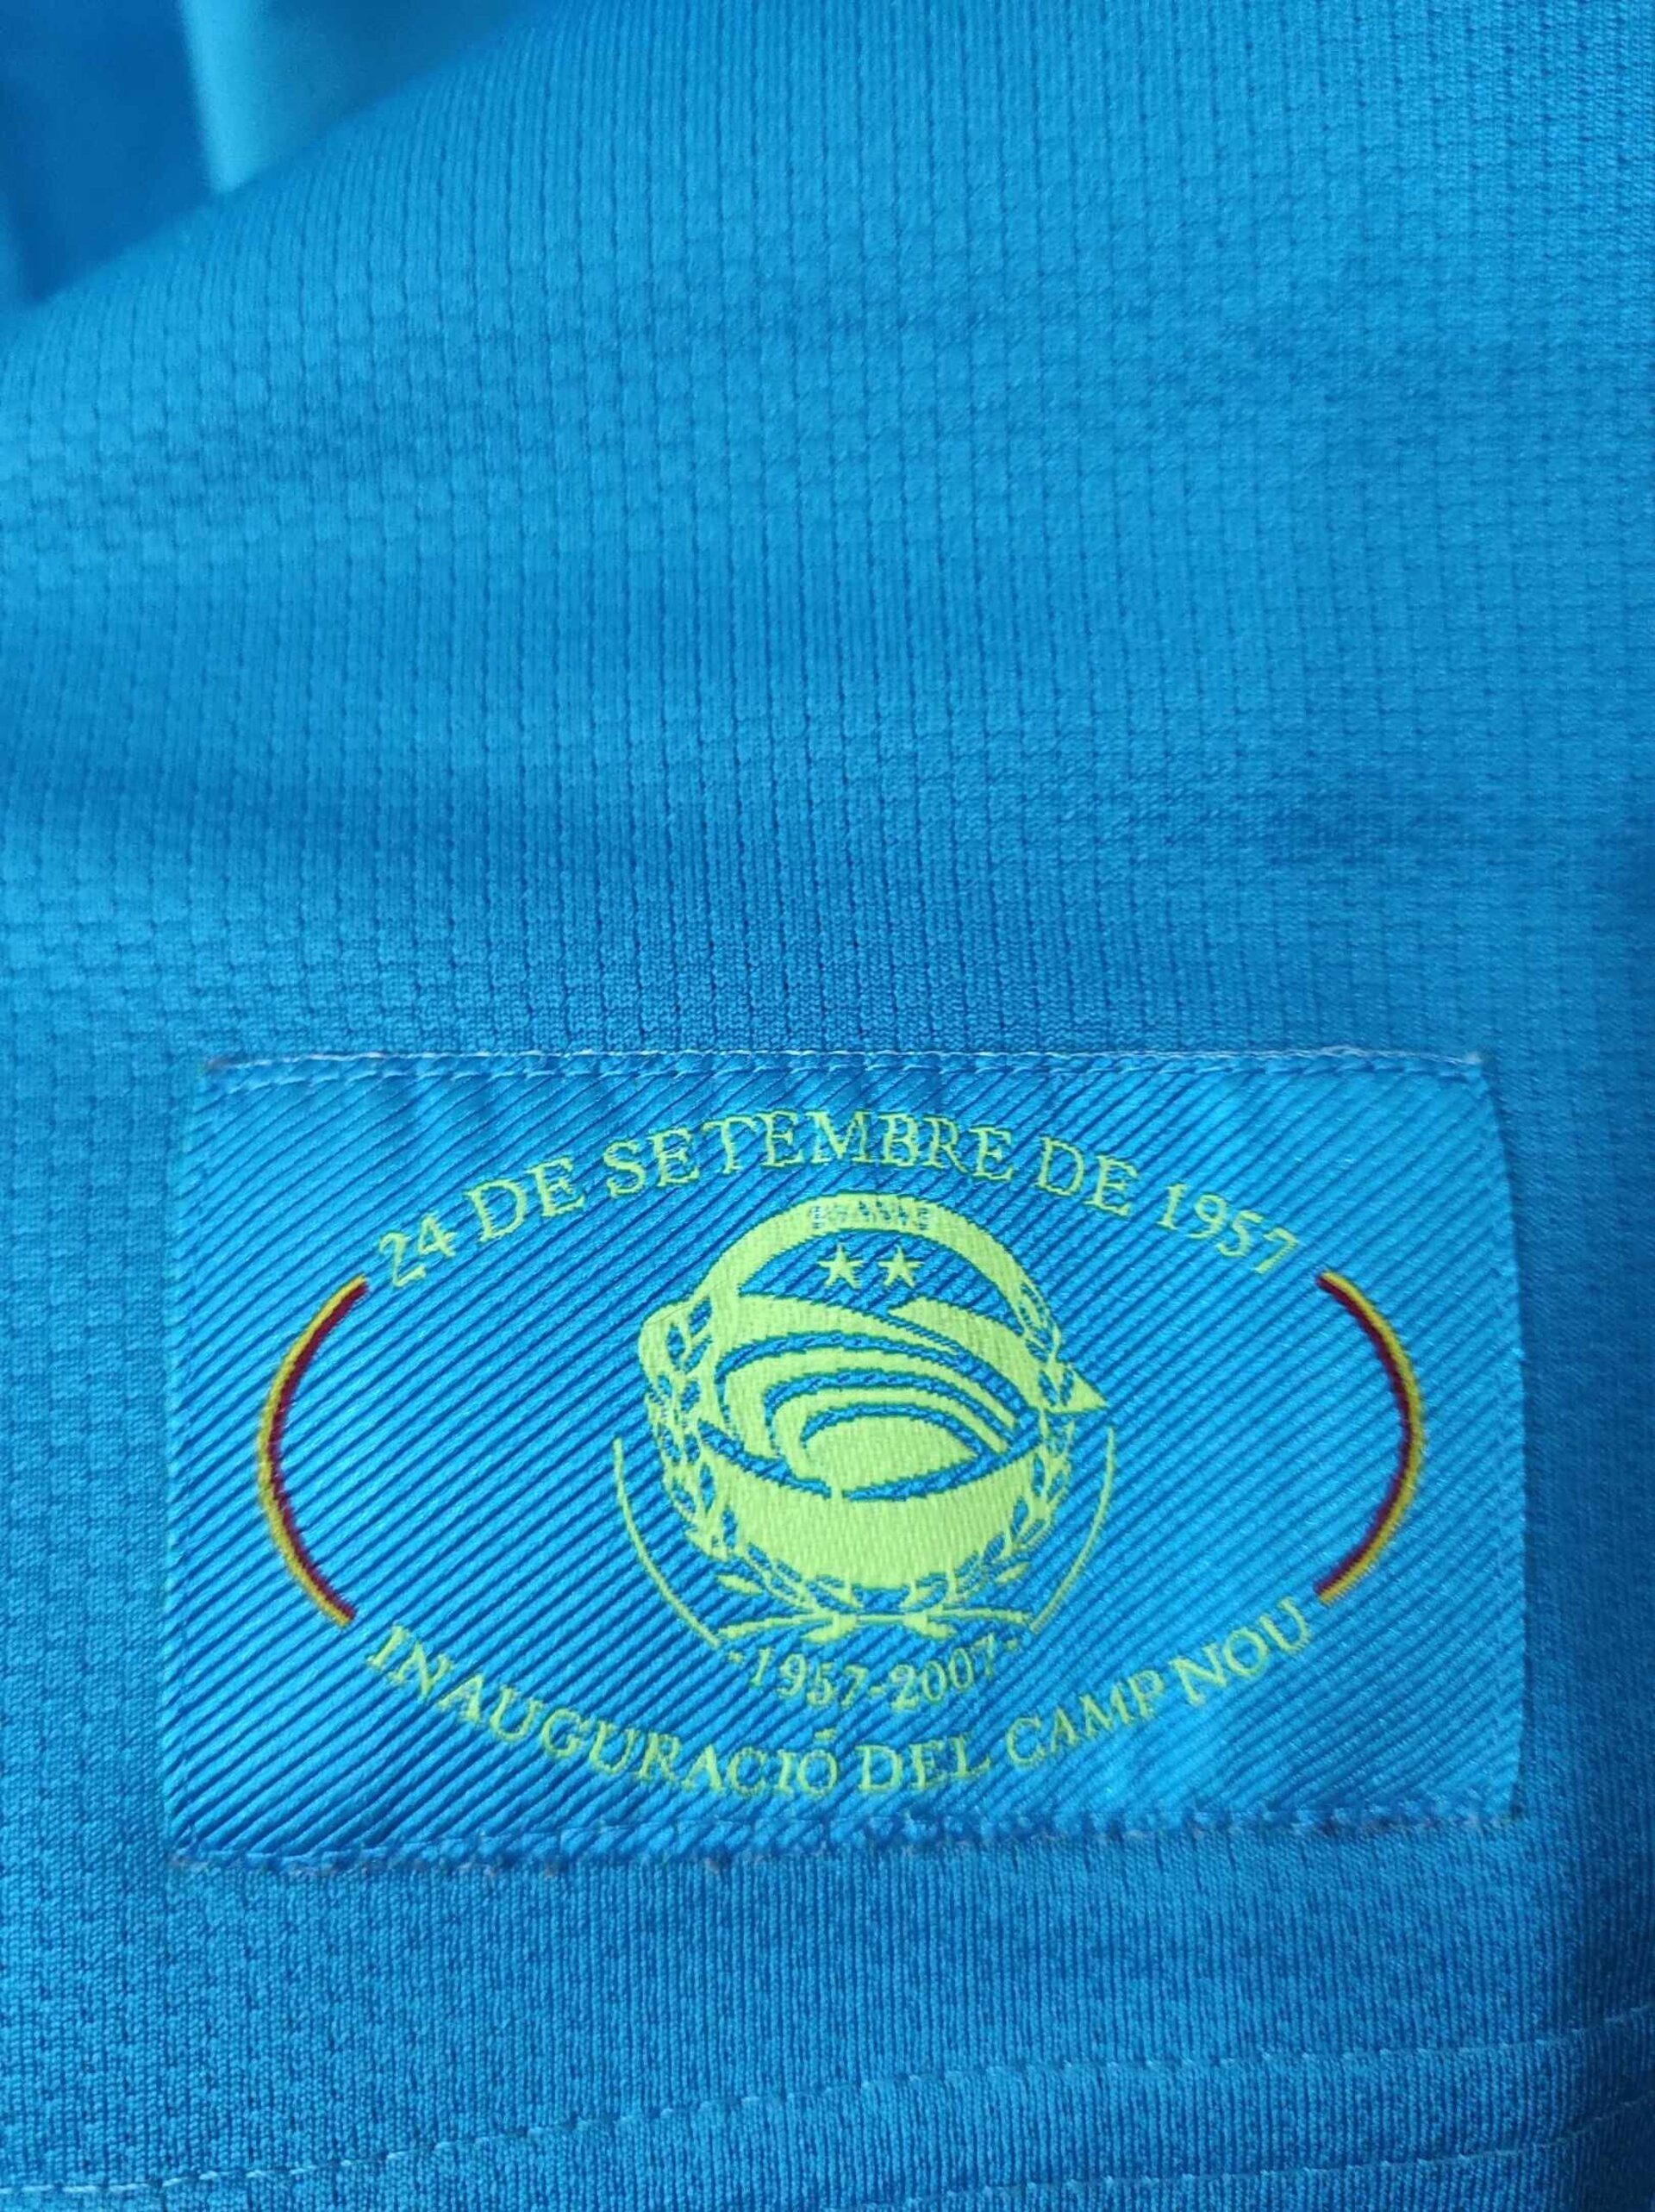 24 DE SETEMBRE DE 1957
-1957-2007-
INAUGURACIÓ DEL CAMP NOU